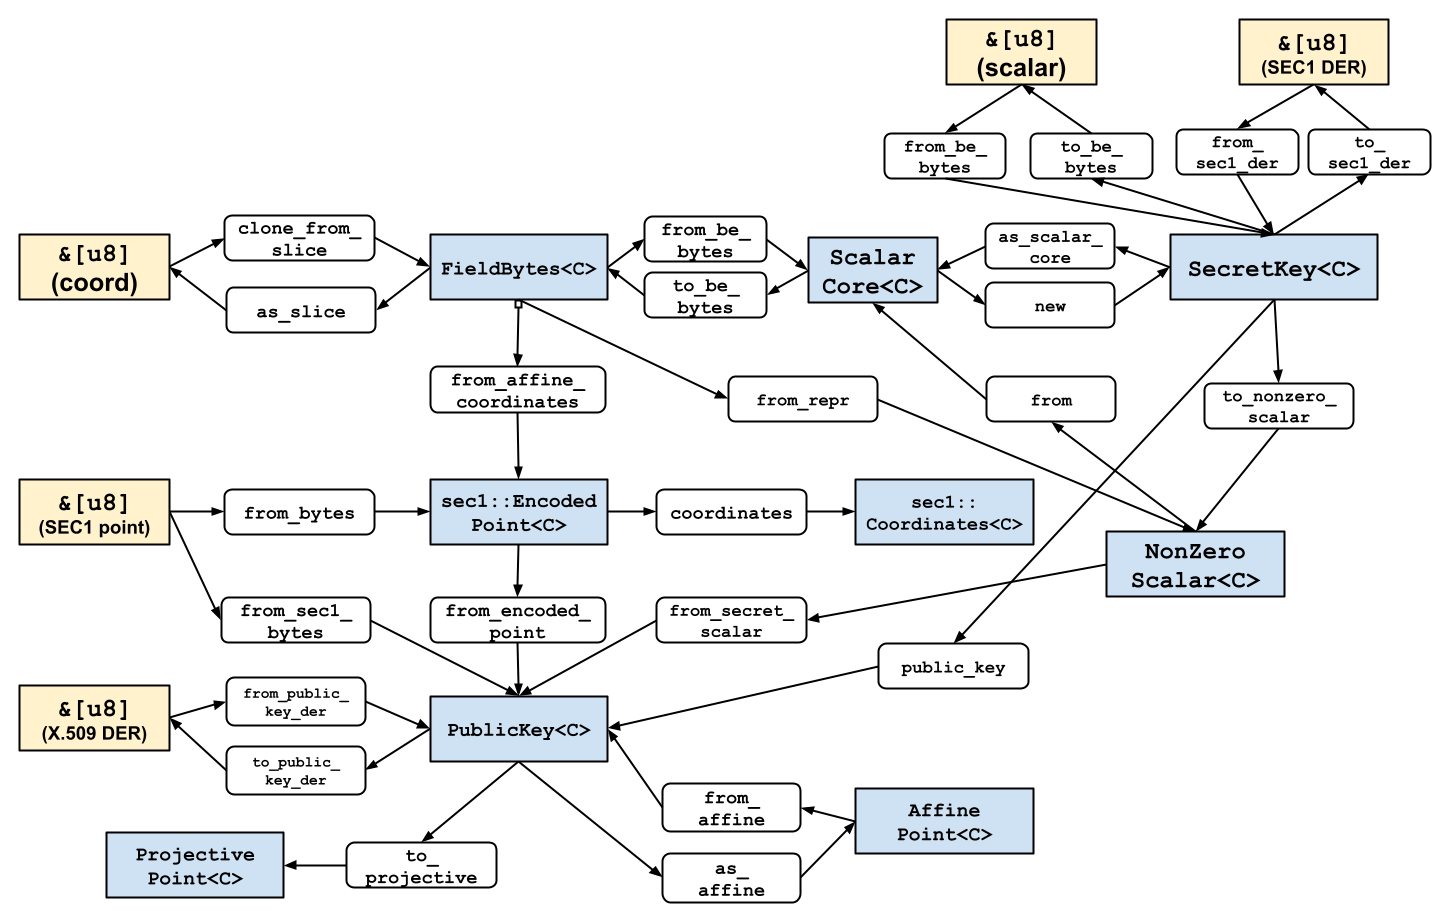 &[u8]
(scalar)
&[u8]
(SEC1 DER)
from_be_
bytes
to_be_
bytes
from_
sec1_der
to_
sec1_der
&[u8]
(coord)
clone_from_
slice
as_slice
FieldBytes<C>
from_be_
bytes
to_be_
bytes
Scalar
Core<C>
as_scalar_
core
new
SecretKey<C>
from_affine_
coordinates
from_repr
from
to_nonzero_
scalar
&[u8]
(SEC1 point)
from_bytes
sec1::Encoded
Point<C>
coordinates
sec1::
Coordinates<C>
NonZero
Scalar<C>
from_sec1_
bytes
from_encoded_
point
from_secret_
scalar
public_key
&[u8]
(X.509 DER)
from_public_
key_der
to_public_
key_der
PublicKey<C>
from_
affine
Affine
Point<C>
Projective
Point<C>
to_
projective
as_
affine